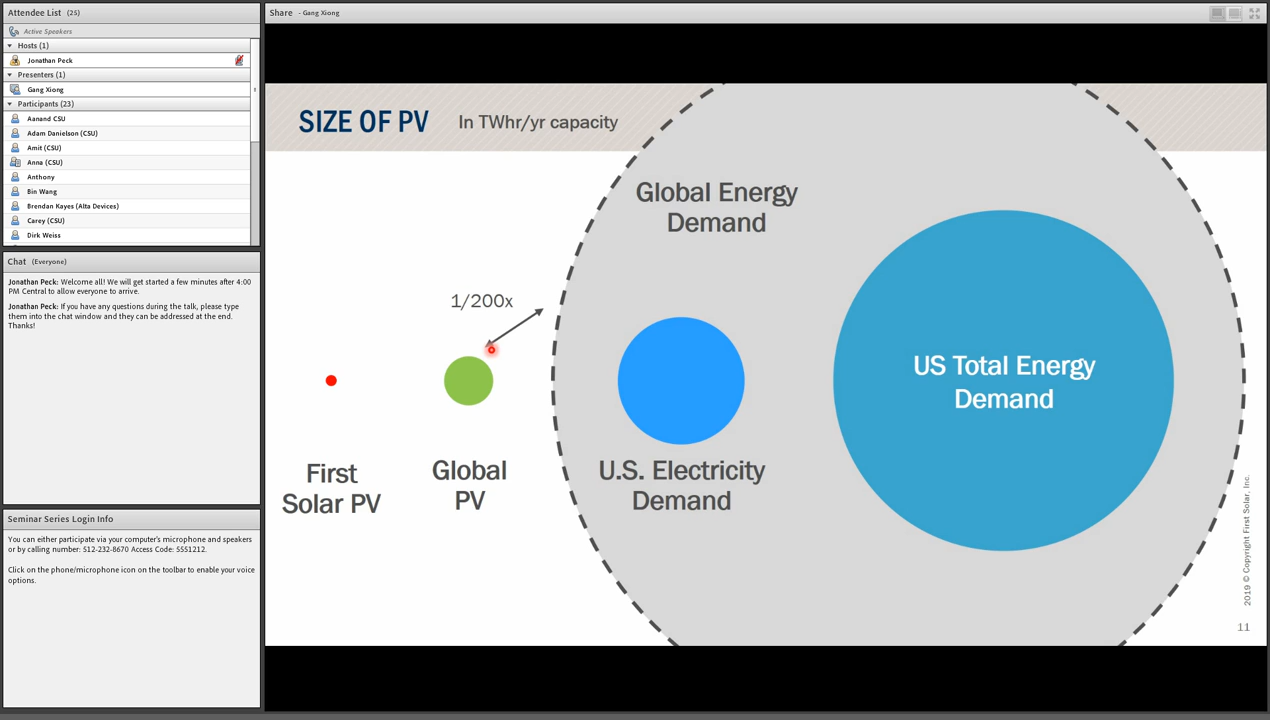 Attendee List (25)
Active Speakers
Hosts (1)
Jonathan Peck
Presenters (1)
Gang Xiong
Participants (23)
Aanand CSU
Adam Danielson (CSU)
Amit (CSU)
Anna (CSU)
Anthony
Bin Wang
Brendan Kayes (Alta Devices)
Carey (CSU)
Dirk Weiss
Chat (Everyone)
Jonathan Peck: Welcome all! We will get started a few minutes after 4:00
PM Central to allow everyone to arrive.
Jonathan Peck: If you have any questions during the talk, please type
them into the chat window and they can be addressed at the end.
Thanks!
Seminar Series Login Info
You can either participate via your computer's microphone and speakers
or by calling number: 512-232-8670 Access Code: 5551212.
Click on the phone/microphone icon on the toolbar to enable your voice
options.
Share - Gang Xiong
SIZE OF PV In TWhr/yr capacity
Global Energy
Demand
1/200x
US Total Energy
Demand
First
Solar PV
Global
PV
U.S. Electricity
Demand
2019 © Copyright First Solar, Inc.
11